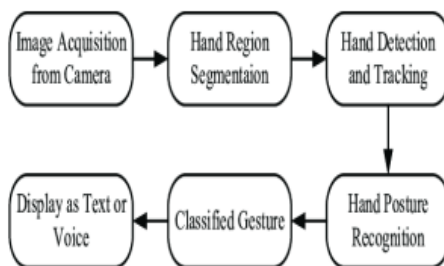 Image Acquisition
from Camera
Hand Region
Segmentaion
Hand Detection
and Tracking
Hand Posture
Recognition
Classified Gesture
Display as Text or
Voice